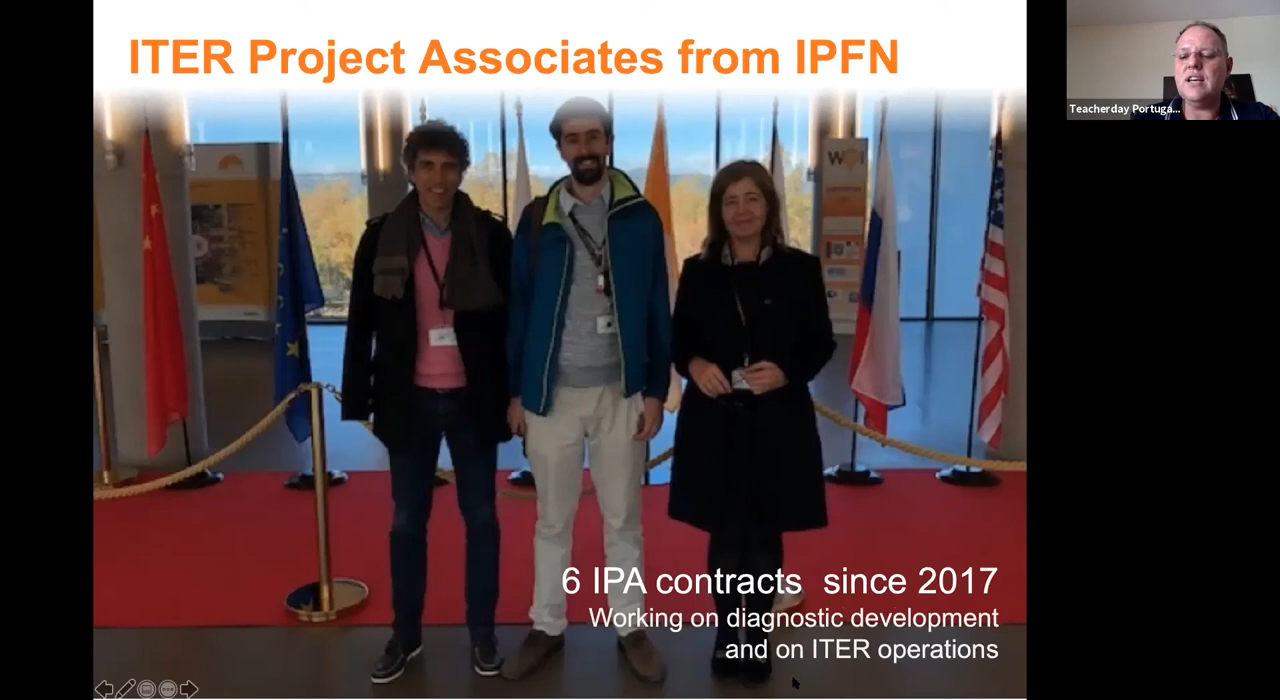 ITER Project Associates from IPFN
Teacherday Portuga...
6 IPA contracts since 2017
Working on diagnostic development
and on ITER operations